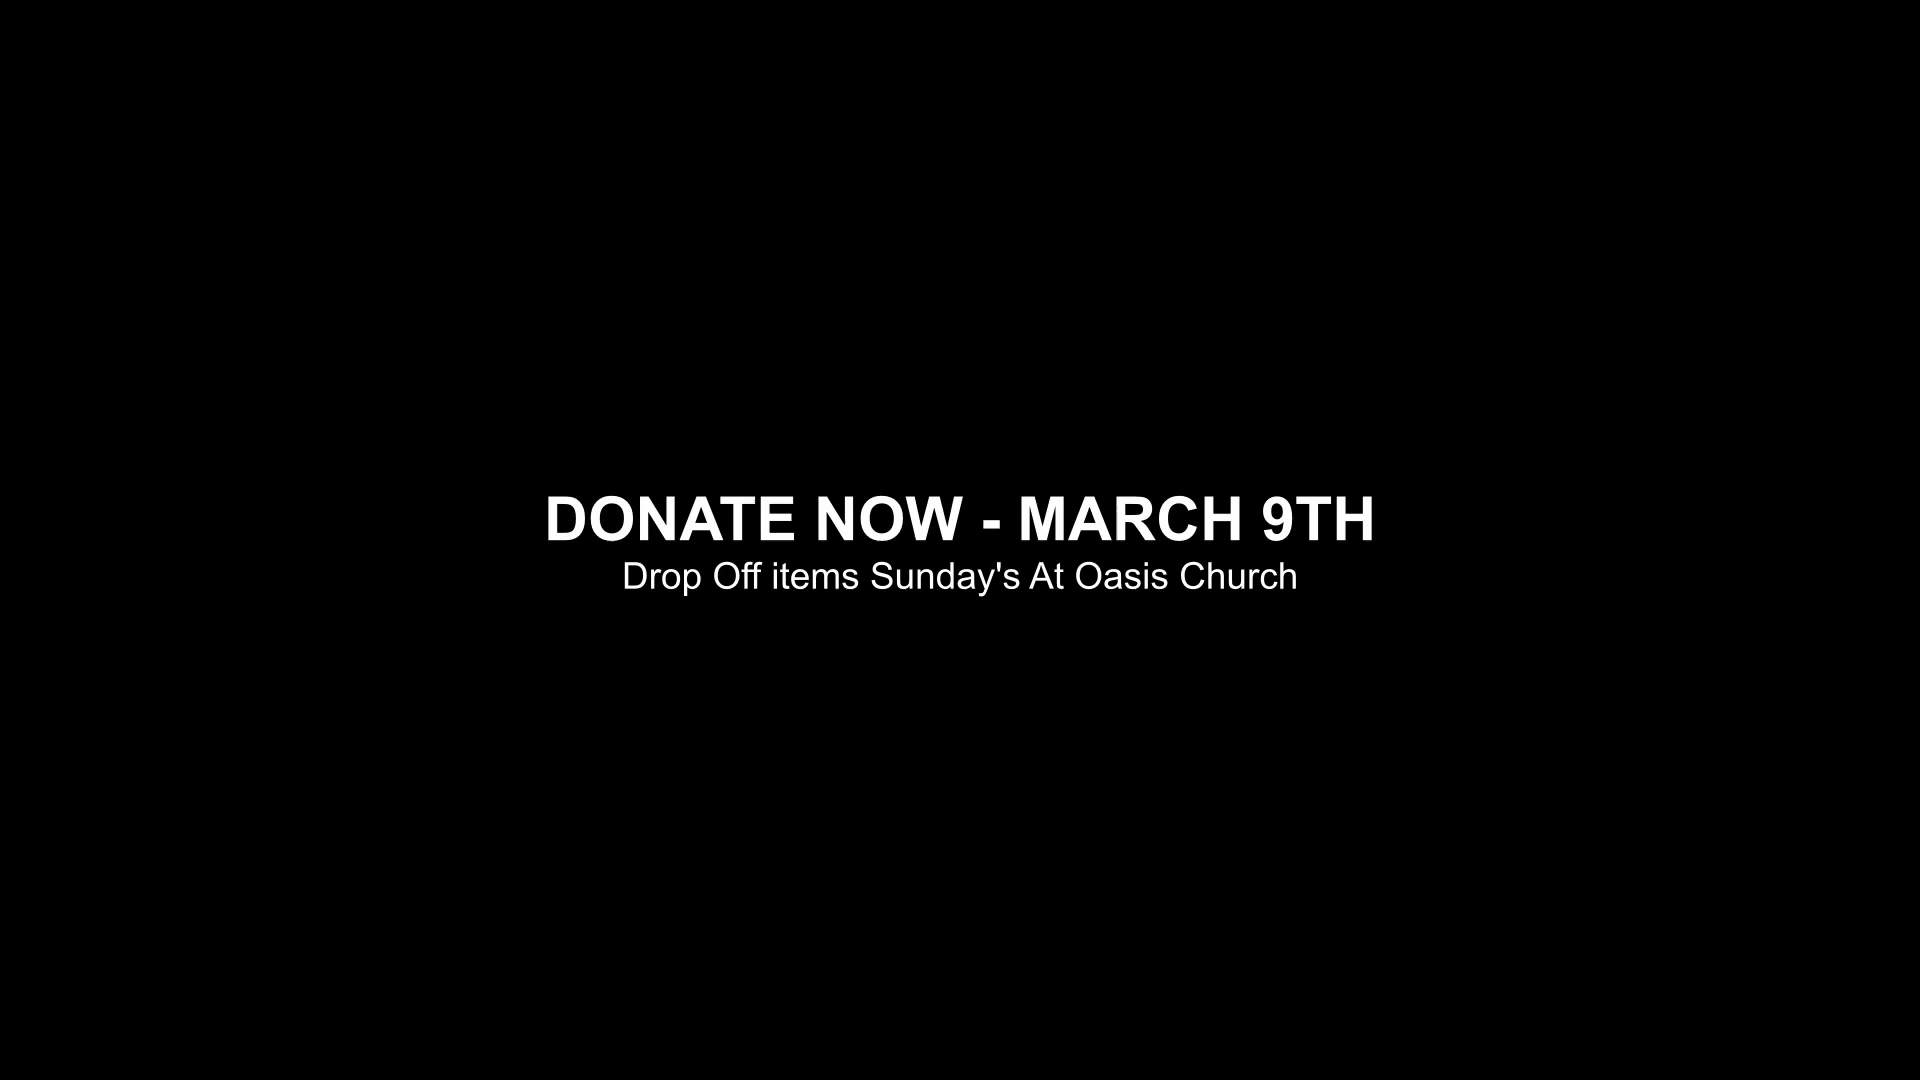 DONATE NOW - MARCH 9TH
Drop Off items Sunday's At Oasis Church